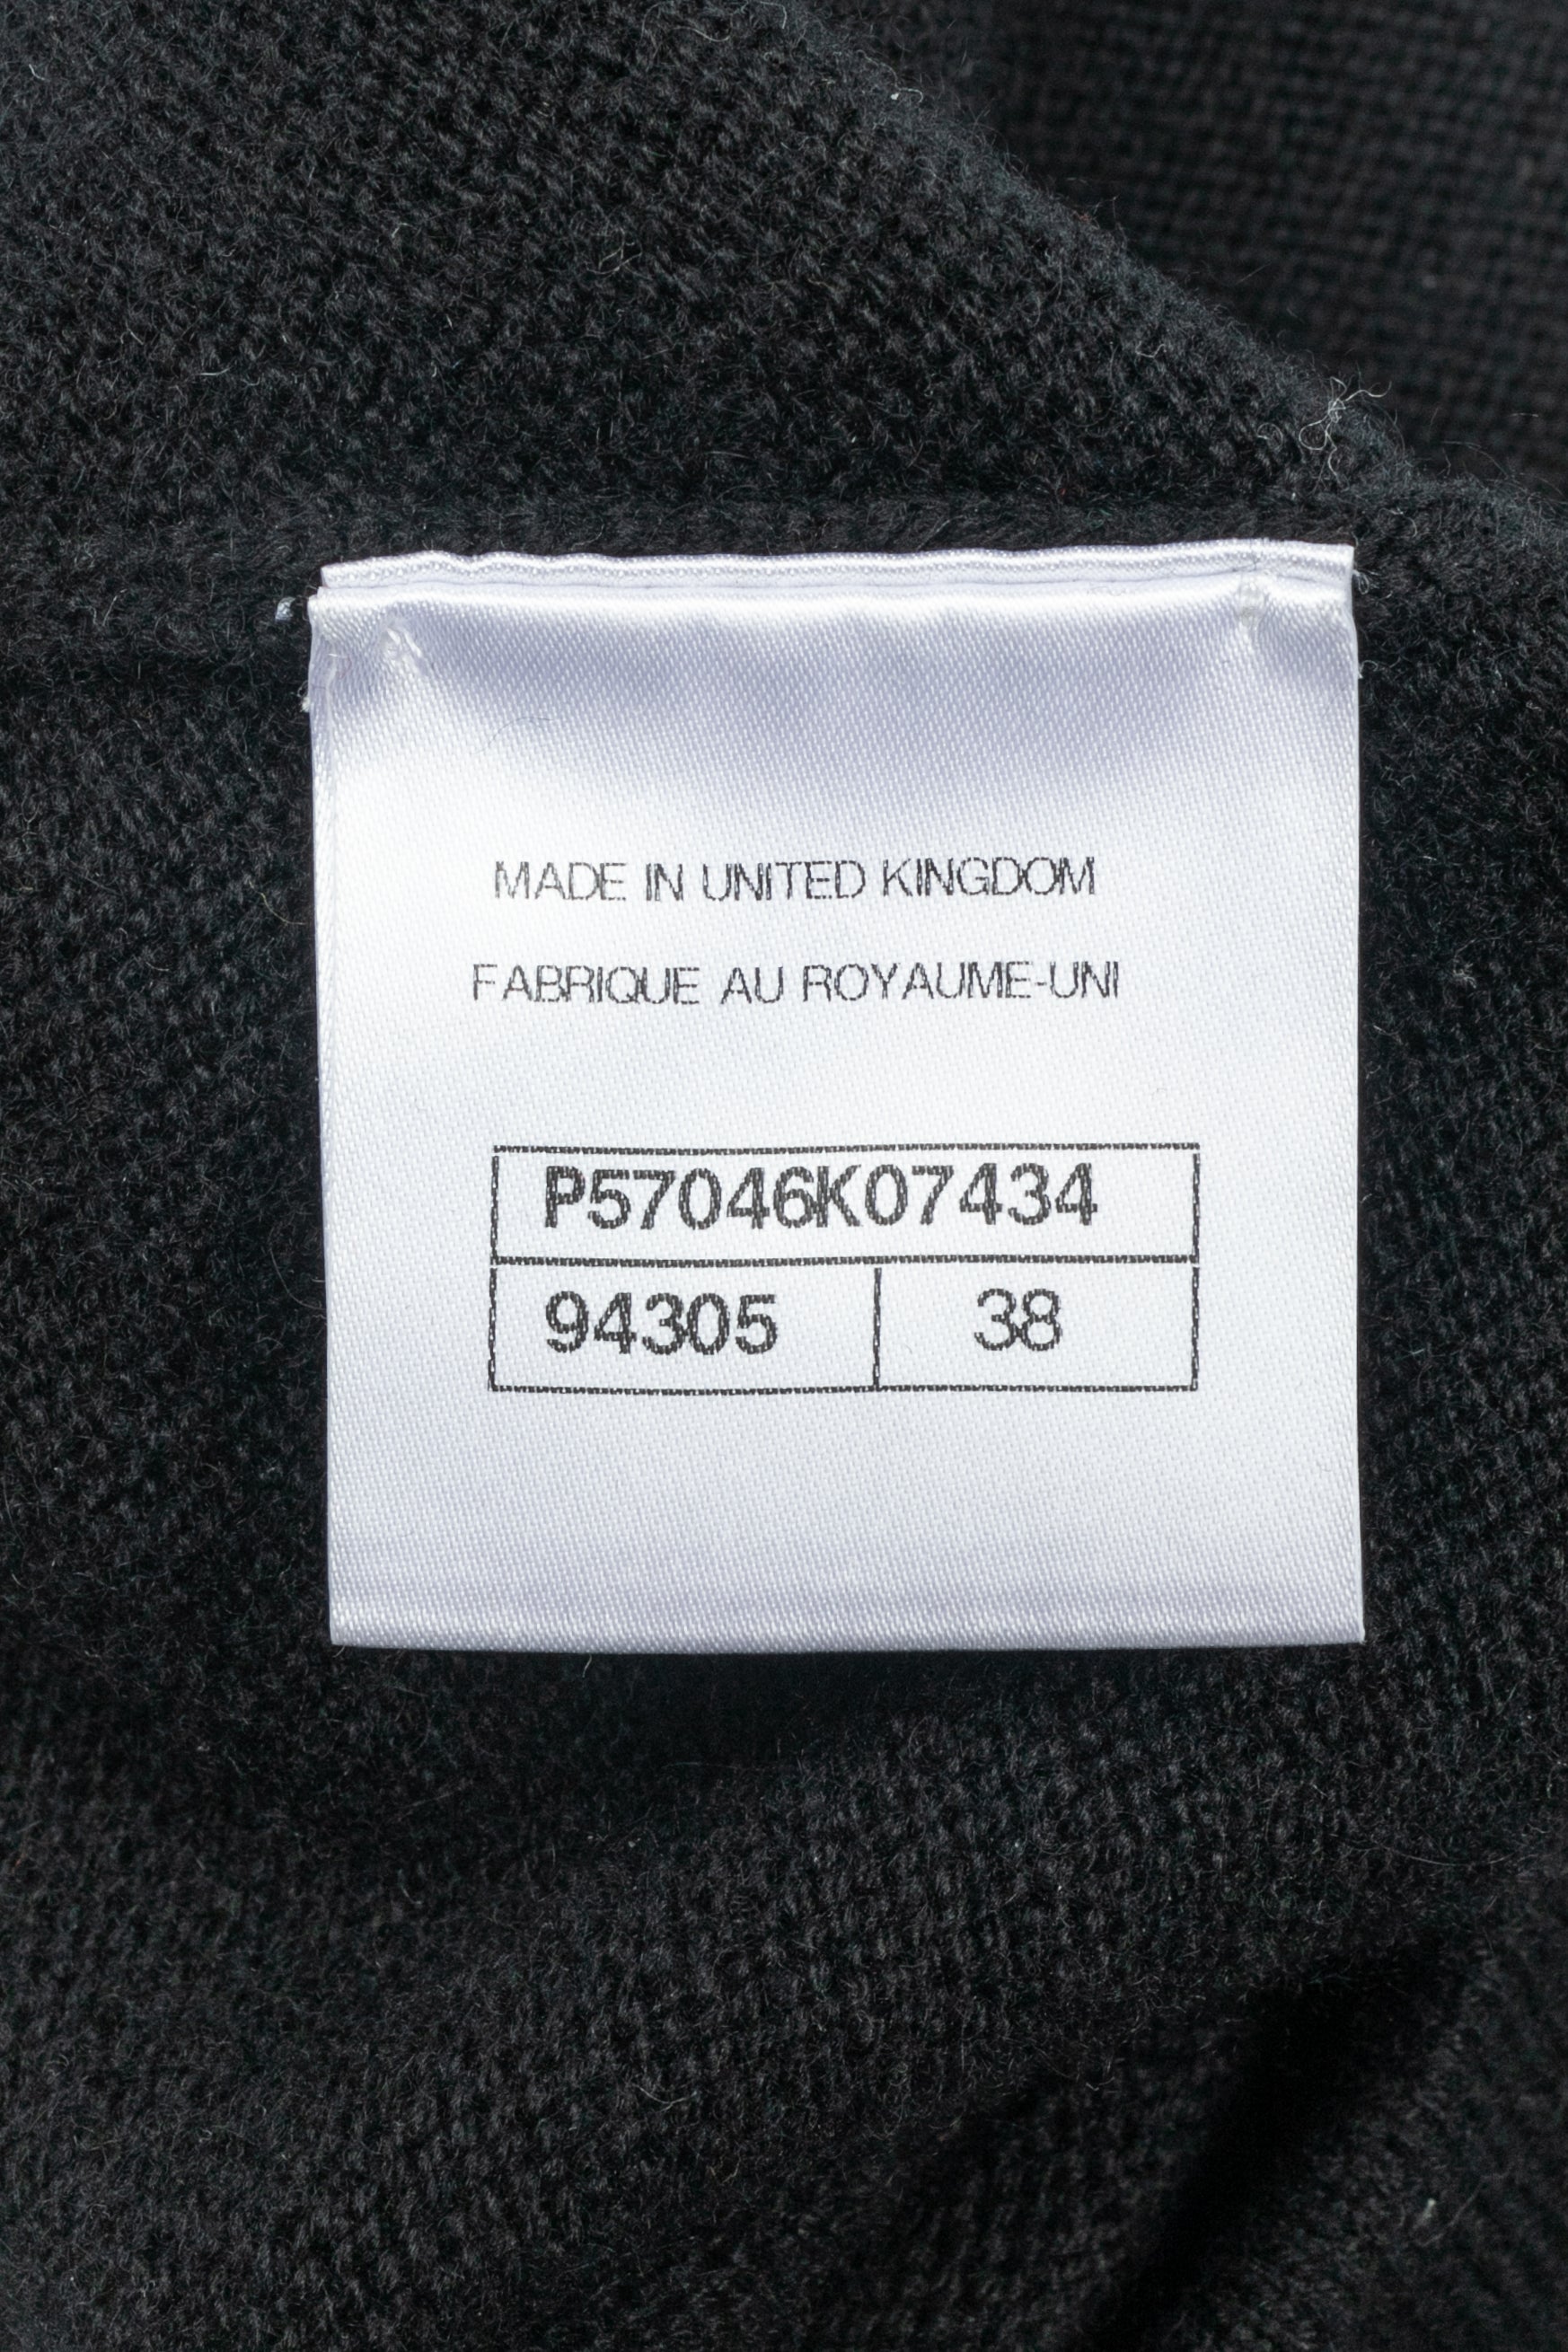 MADE IN UNITED KINGDOM
FABRIQUE AU ROYAUME-UNI
P57046K07434
94305 38